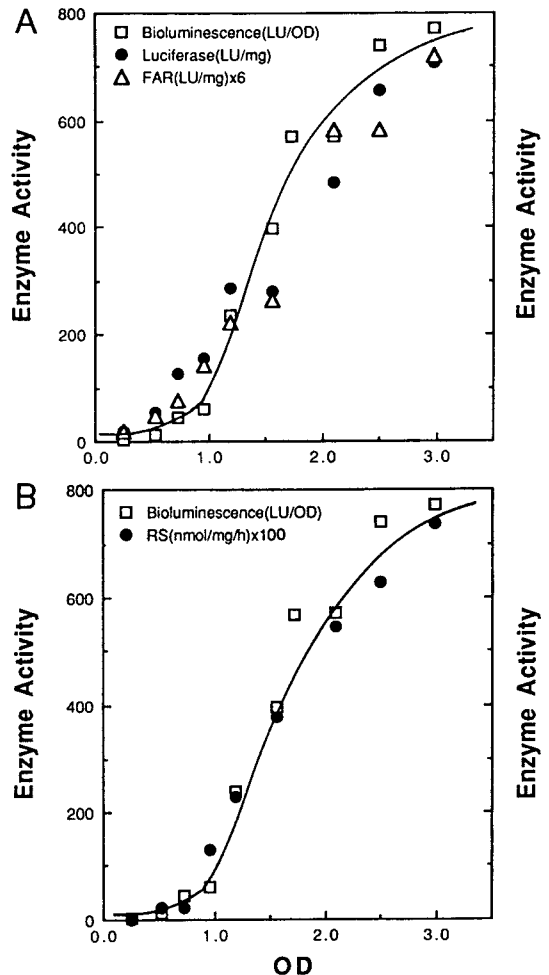 A
Bioluminescence(LU/OD)
Luciferase(LU/mg)
FAR(LU/mg)x6
800
600
400
200
0
Enzyme Activity
Enzyme Activity
0.0 1.0 2.0 3.0
B
Bioluminescence(LU/OD)
RS(nmol/mg/h)x100
800
600
400
200
0
Enzyme Activity
Enzyme Activity
0.0 1.0 2.0 3.0
OD